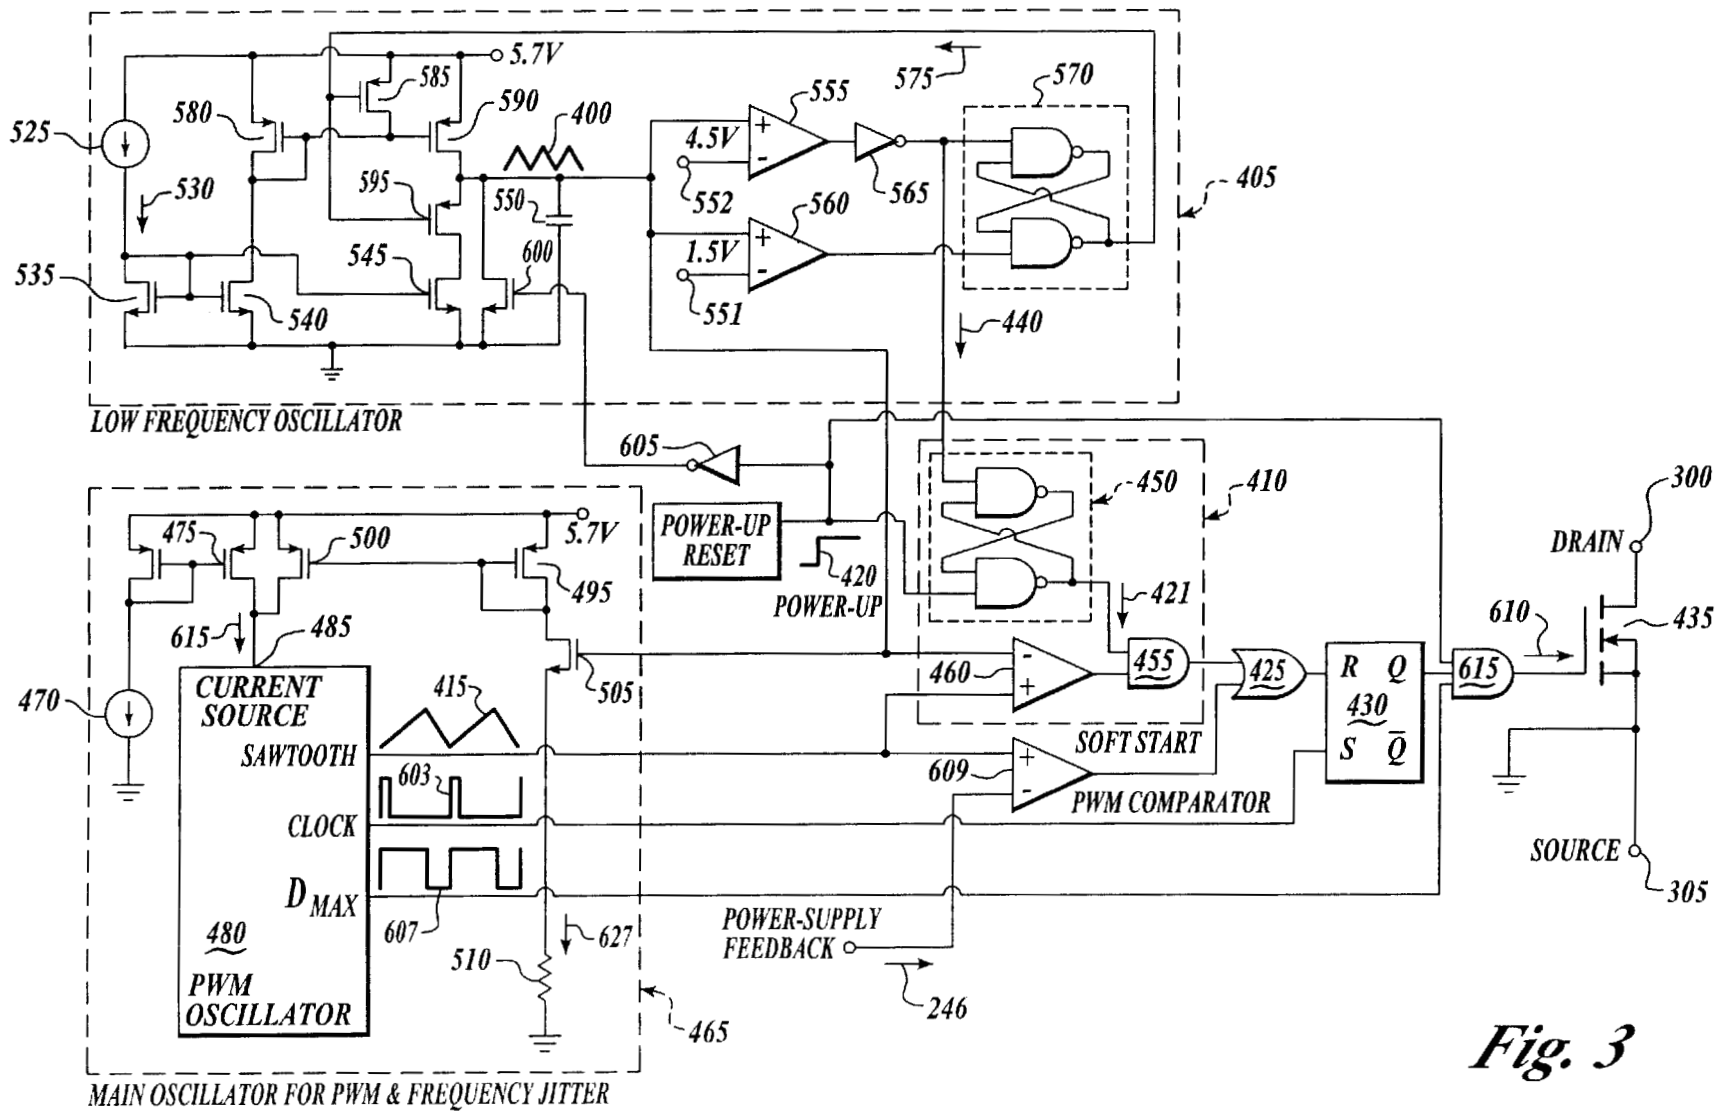 5.7V
575
570
585
590
580
555
400
525
4.5V
530
595
550
552
565
405
560
545
600
1.5V
535
540
551
440
LOW FREQUENCY OSCILLATOR
605
450
410
300
POWER-UP
RESET
475
500
5.7V
DRAIN
420
POWER-UP
495
421
615
485
610
435
470
CURRENT
SOURCE
415
505
460
455
425
R Q
430
S Q̅
615
SAWTOOTH
SOFT START
603
609
PWM COMPARATOR
CLOCK
SOURCE
305
D MAX
607
627
POWER-SUPPLY
FEEDBACK
480
510
246
PWM
OSCILLATOR
465
Fig. 3
MAIN OSCILLATOR FOR PWM & FREQUENCY JITTER